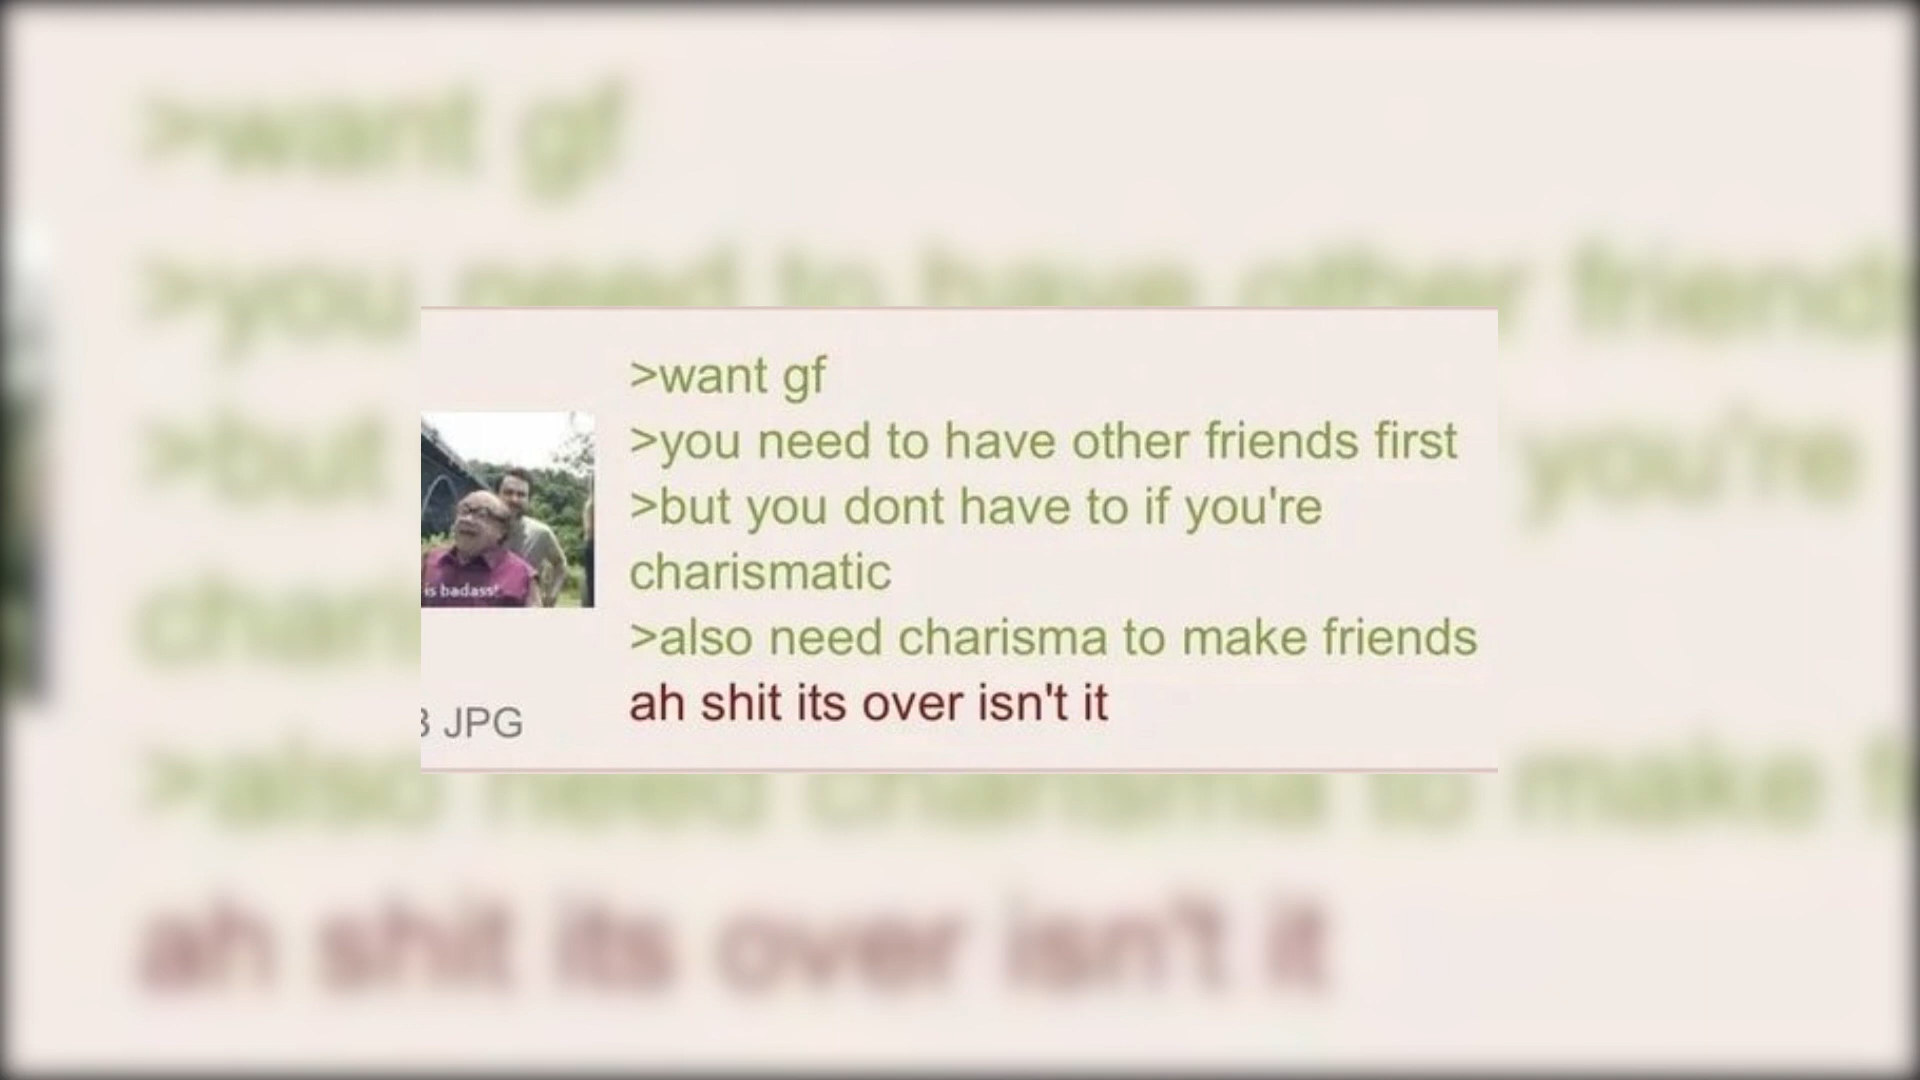 >want gf
>you need to have other friends first
>but you dont have to if you're
charismatic
>also need charisma to make friends
ah shit its over isn't it
is badass!
JPG